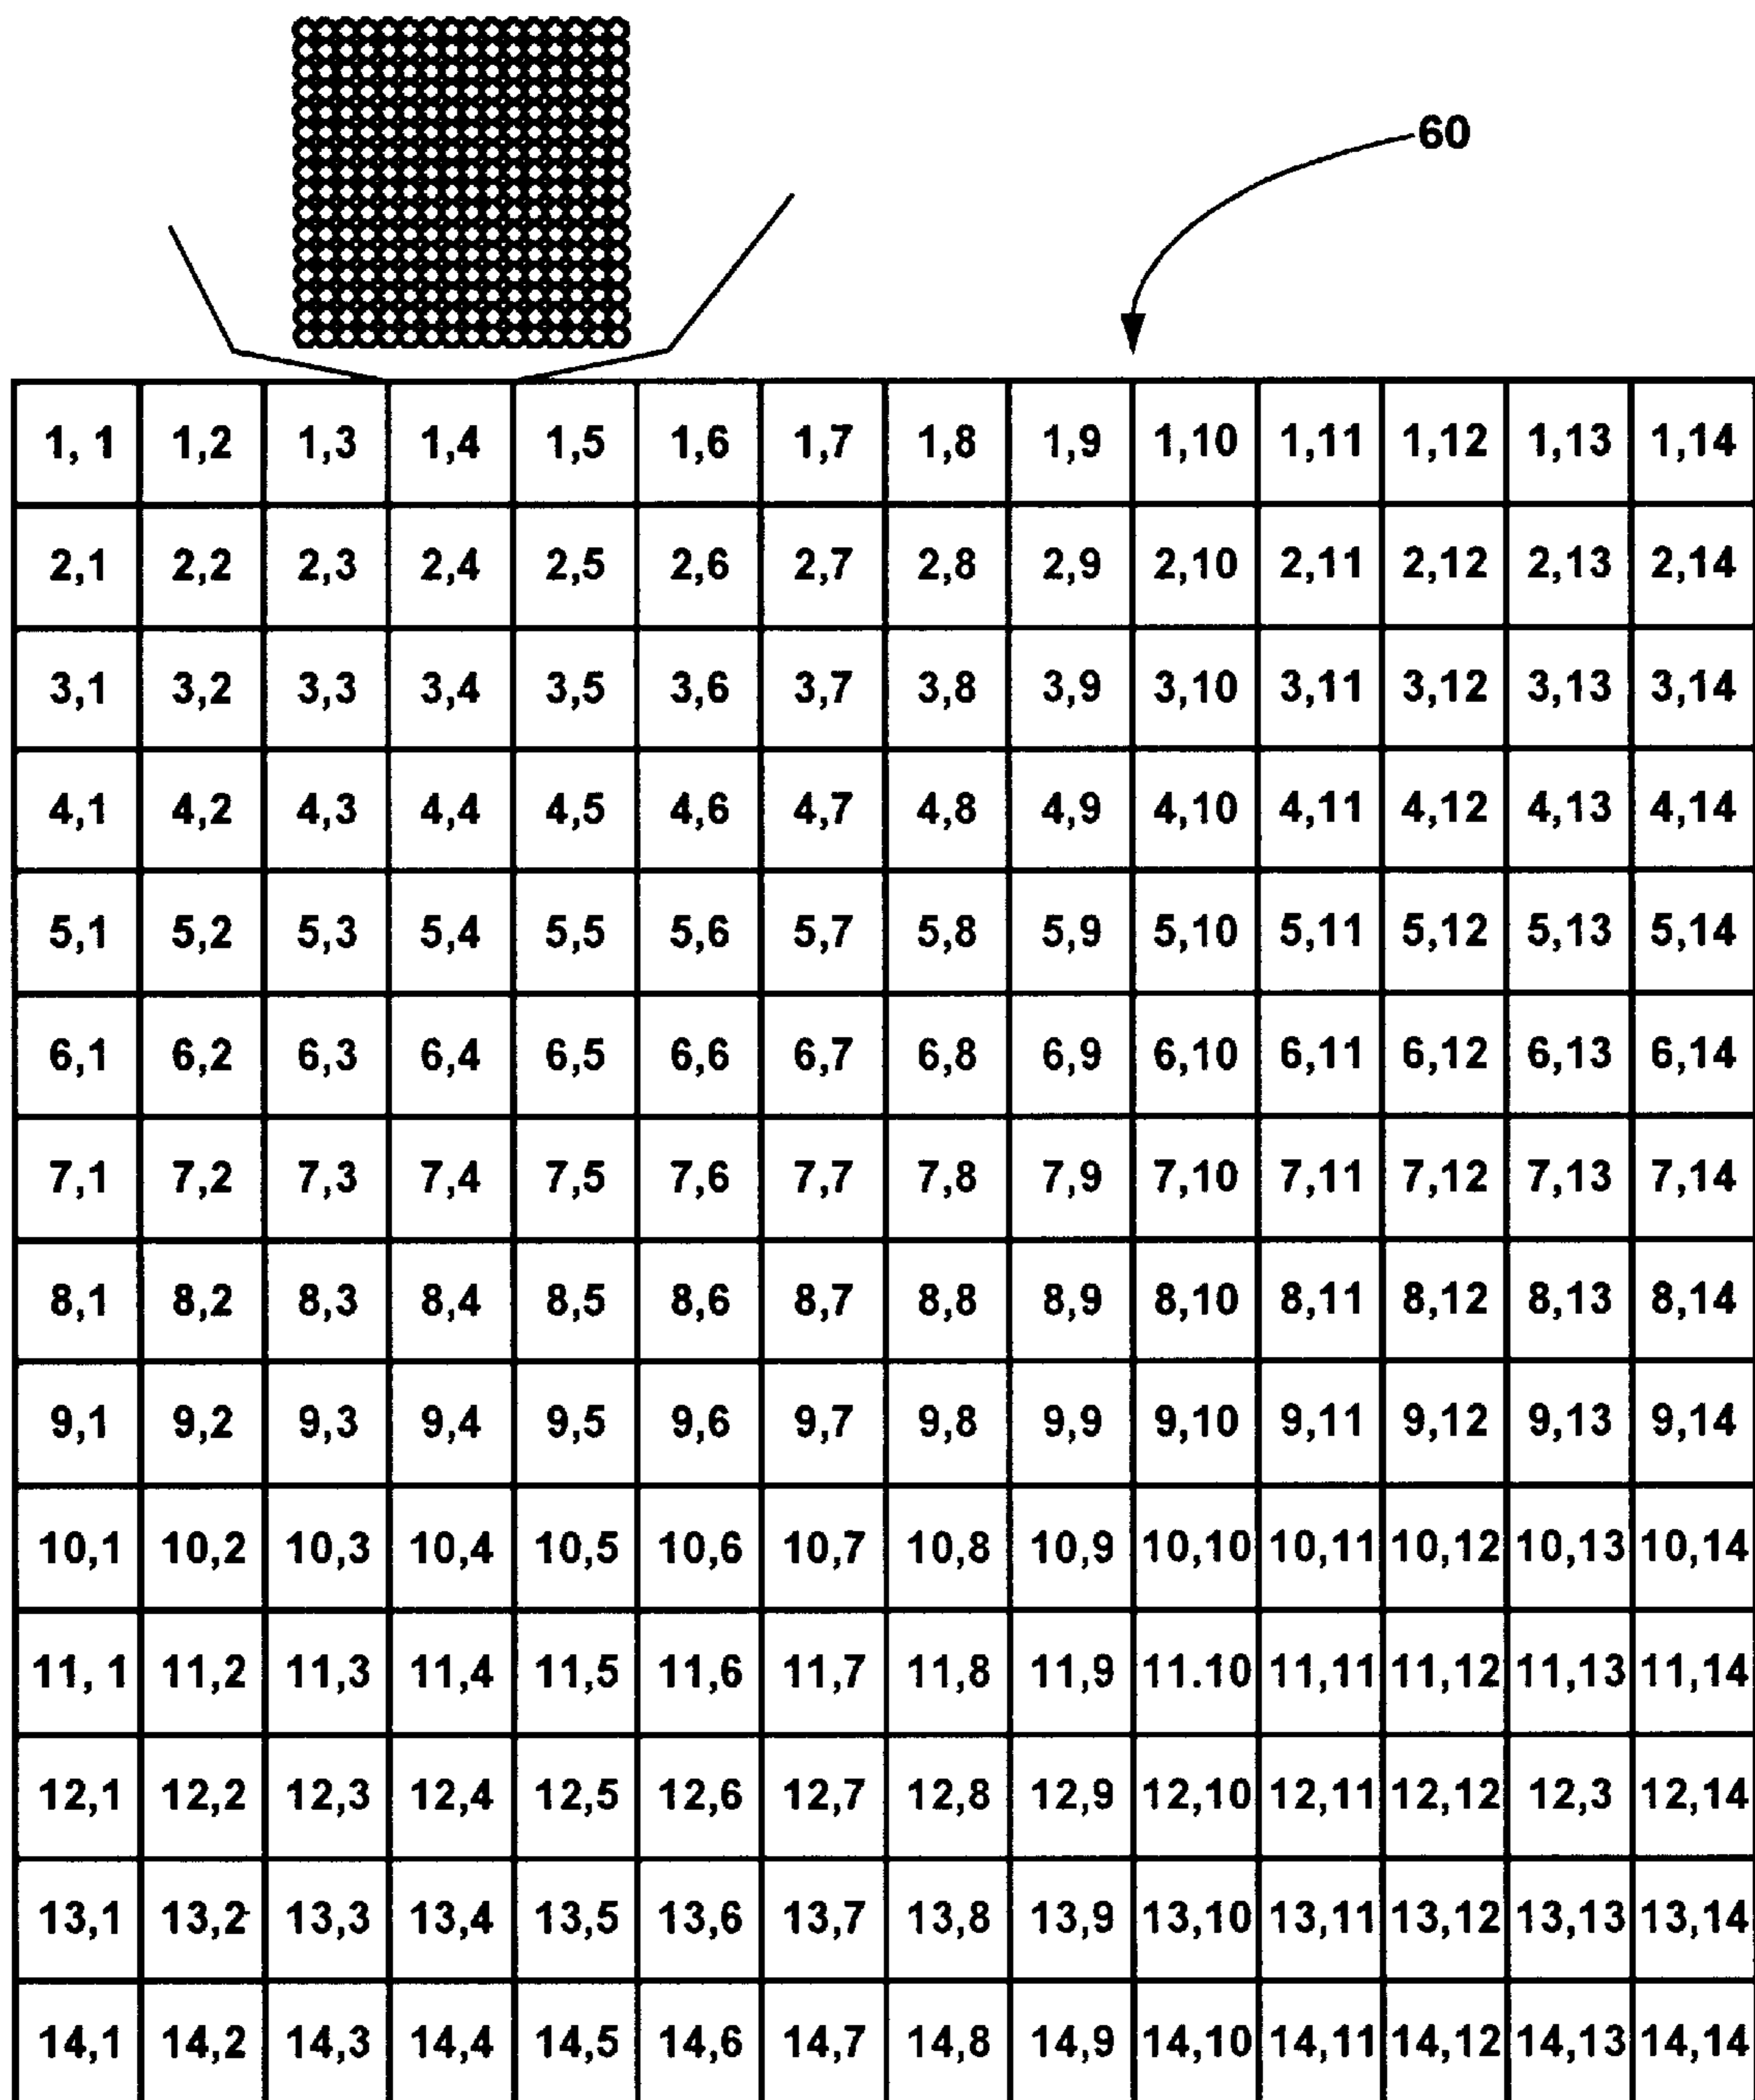 60
1, 1 1,2 1,3 1,4 1,5 1,6 1,7 1,8 1,9 1,10 1,11 1,12 1,13 1,14
2,1 2,2 2,3 2,4 2,5 2,6 2,7 2,8 2,9 2,10 2,11 2,12 2,13 2,14
3,1 3,2 3,3 3,4 3,5 3,6 3,7 3,8 3,9 3,10 3,11 3,12 3,13 3,14
4,1 4,2 4,3 4,4 4,5 4,6 4,7 4,8 4,9 4,10 4,11 4,12 4,13 4,14
5,1 5,2 5,3 5,4 5,5 5,6 5,7 5,8 5,9 5,10 5,11 5,12 5,13 5,14
6,1 6,2 6,3 6,4 6,5 6,6 6,7 6,8 6,9 6,10 6,11 6,12 6,13 6,14
7,1 7,2 7,3 7,4 7,5 7,6 7,7 7,8 7,9 7,10 7,11 7,12 7,13 7,14
8,1 8,2 8,3 8,4 8,5 8,6 8,7 8,8 8,9 8,10 8,11 8,12 8,13 8,14
9,1 9,2 9,3 9,4 9,5 9,6 9,7 9,8 9,9 9,10 9,11 9,12 9,13 9,14
10,1 10,2 10,3 10,4 10,5 10,6 10,7 10,8 10,9 10,10 10,11 10,12 10,13 10,14
11, 1 11,2 11,3 11,4 11,5 11,6 11,7 11,8 11,9 11.10 11,11 11,12 11,13 11,14
12,1 12,2 12,3 12,4 12,5 12,6 12,7 12,8 12,9 12,10 12,11 12,12 12,3 12,14
13,1 13,2 13,3 13,4 13,5 13,6 13,7 13,8 13,9 13,10 13,11 13,12 13,13 13,14
14,1 14,2 14,3 14,4 14,5 14,6 14,7 14,8 14,9 14,10 14,11 14,12 14,13 14,14